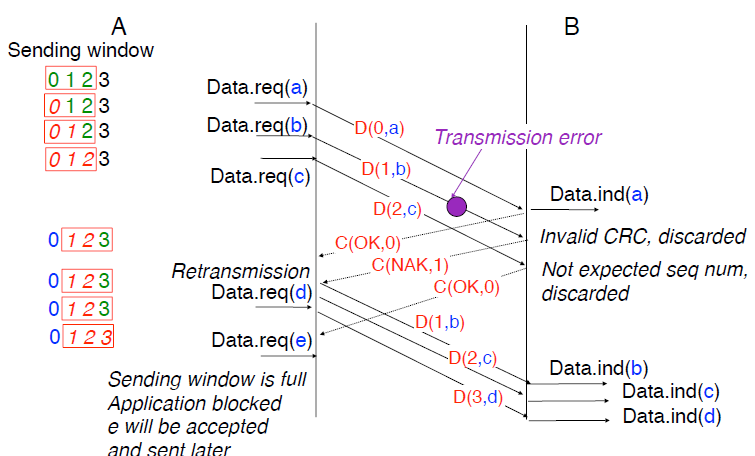 A
B
Sending window
0 1 2 3
0 1 2 3
0 1 2 3
0 1 2 3
Data.req(a)
Data.req(b)
Data.req(c)
D(0,a)
D(1,b)
D(2,c)
Transmission error
Data.ind(a)
Invalid CRC, discarded
Not expected seq num,
discarded
C(OK,0)
C(NAK,1)
C(OK,0)
0 1 2 3
0 1 2 3
0 1 2 3
0 1 2 3
Retransmission
Data.req(d)
Data.req(e)
D(1,b)
D(2,c)
D(3,d)
Data.ind(b)
Data.ind(c)
Data.ind(d)
Sending window is full
Application blocked
e will be accepted
and sent later